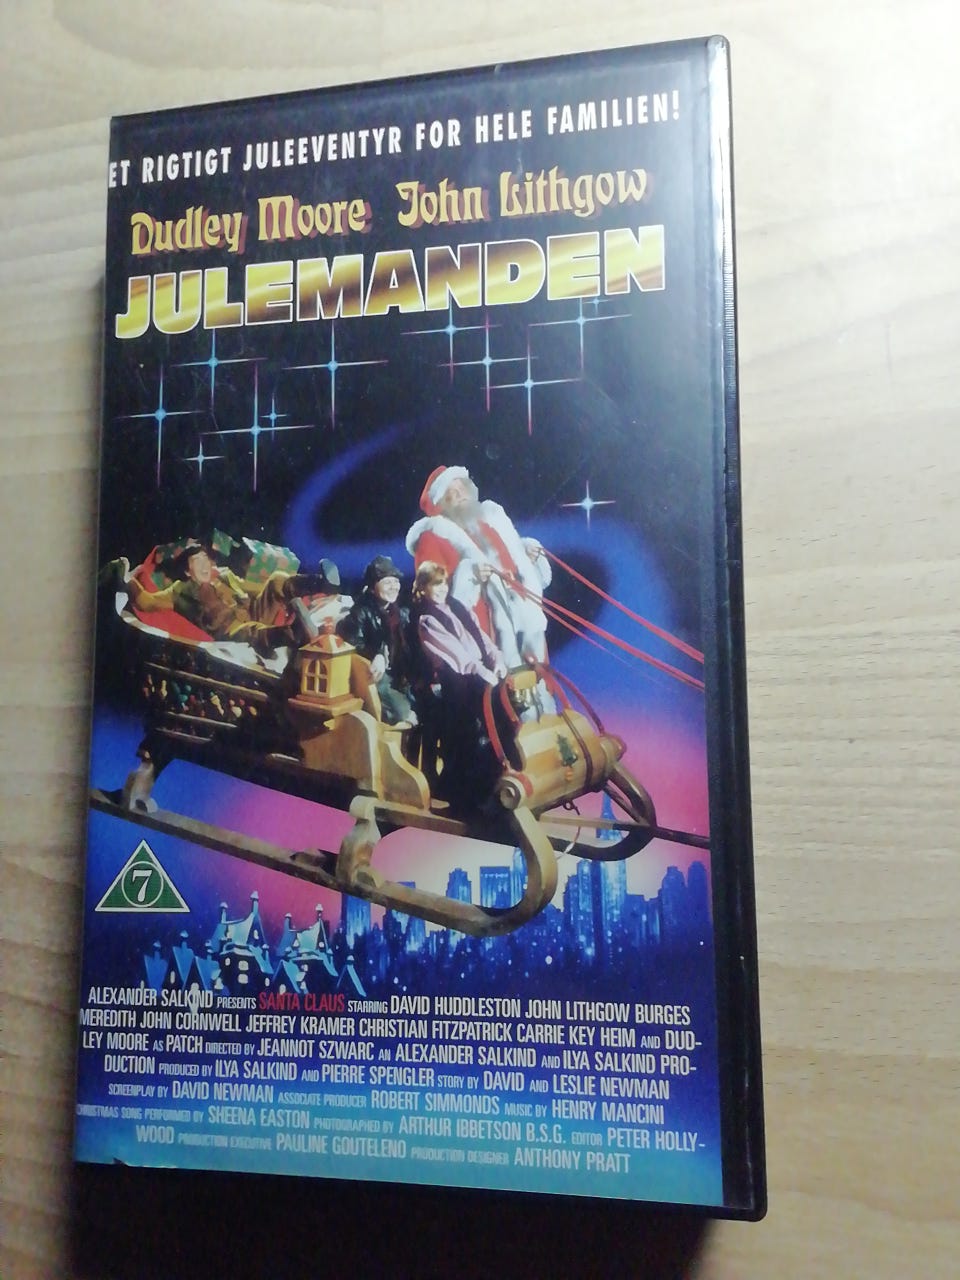 ET RIGTIGT JULEEVENTYR FOR HELE FAMILIEN!
Dudley Moore John Lithgow
JULEMANDEN
7
ALEXANDER SALKIND PRESENTS SANTA CLAUS STARRING DAVID HUDDLESTON JOHN LITHGOW BURGES
MEREDITH JOHN CORNWELL JEFFREY KRAMER CHRISTIAN FITZPATRICK CARRIE KEY HEIM AND DUD-
LEY MOORE AS PATCH DIRECTED BY JEANNOT SZWARC AN ALEXANDER SALKIND AND ILYA SALKIND PRO-
DUCTION PRODUCED BY ILYA SALKIND AND PIERRE SPENGLER STORY BY DAVID AND LESLIE NEWMAN
SCREENPLAY BY DAVID NEWMAN ASSOCIATE PRODUCER ROBERT SIMMONDS MUSIC BY HENRY MANCINI
CHRISTMAS SONG PERFORMED BY SHEENA EASTON PHOTOGRAPHED BY ARTHUR IBBETSON B.S.G. EDITOR PETER HOLLY-
WOOD PRODUCTION EXECUTIVE PAULINE GOUTELENO PRODUCTION DESIGNER ANTHONY PRATT